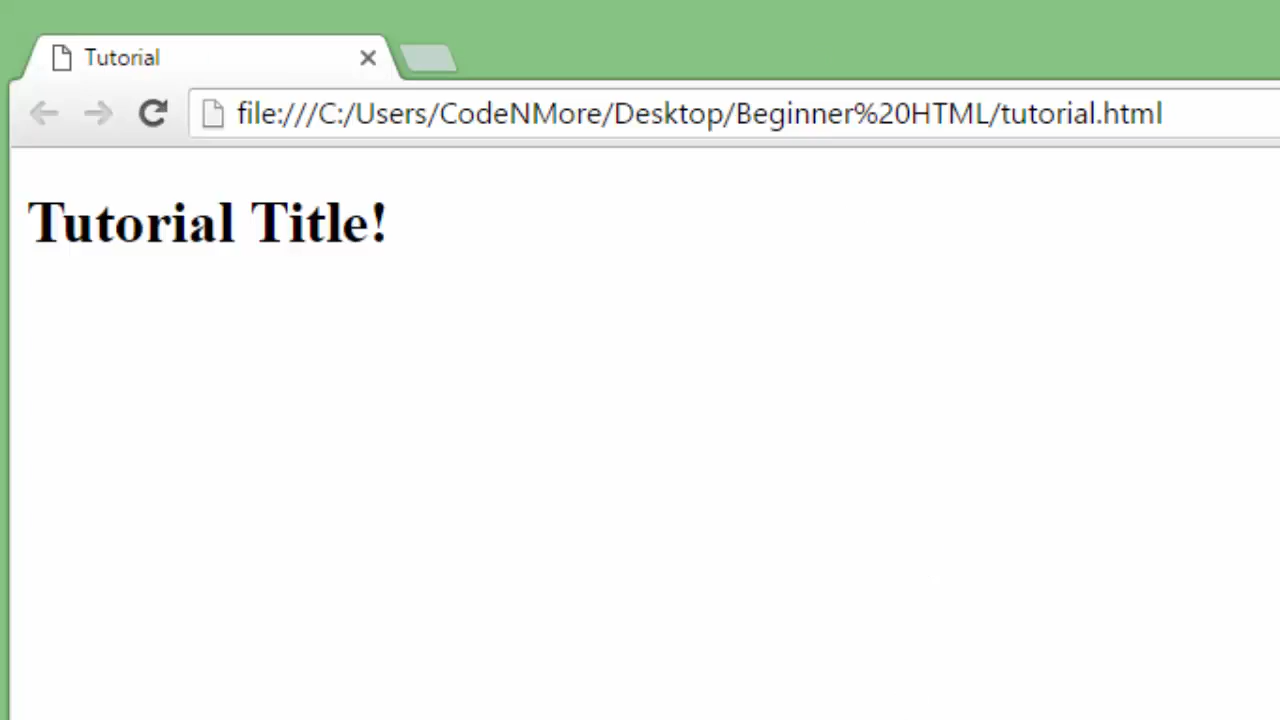 Tutorial
file:///C:/Users/CodeNMore/Desktop/Beginner%20HTML/tutorial.html
Tutorial Title!